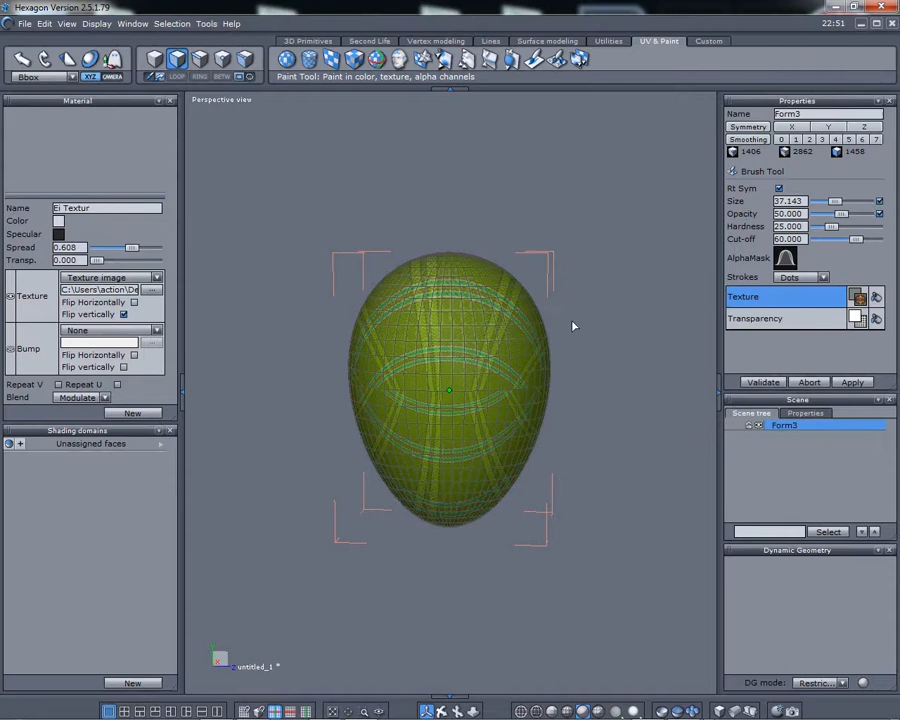 Hexagon Version 2.5.1.79
File Edit View Display Window Selection Tools Help
22:51
3D Primitives Second Life Vertex modeling Lines Surface modeling Utilities UV & Paint Custom
Bbox XYZ CAMERA LOOP RING BETW
Paint Tool: Paint in color, texture, alpha channels
Material
Name Ei Textur
Color
Specular
Spread 0.608
Transp. 0.000
Texture
Texture image
C:\Users\action\De ...
Flip Horizontally
Flip vertically
Bump
None
...
Flip Horizontally
Flip vertically
Repeat V Repeat U
Blend Modulate
New
Shading domains
Unassigned faces
New
Perspective view
untitled_1 *
Properties
Name Form3
Symmetry X Y Z
Smoothing 0 1 2 3 4 5 6 7
1406 2862 1458
Brush Tool
Rt Sym
Size 37.143
Opacity 50.000
Hardness 25.000
Cut-off 60.000
AlphaMask
Strokes Dots
Texture
Transparency
Validate Abort Apply
Scene
Scene tree Properties
Form3
Select
Dynamic Geometry
DG mode: Restric...